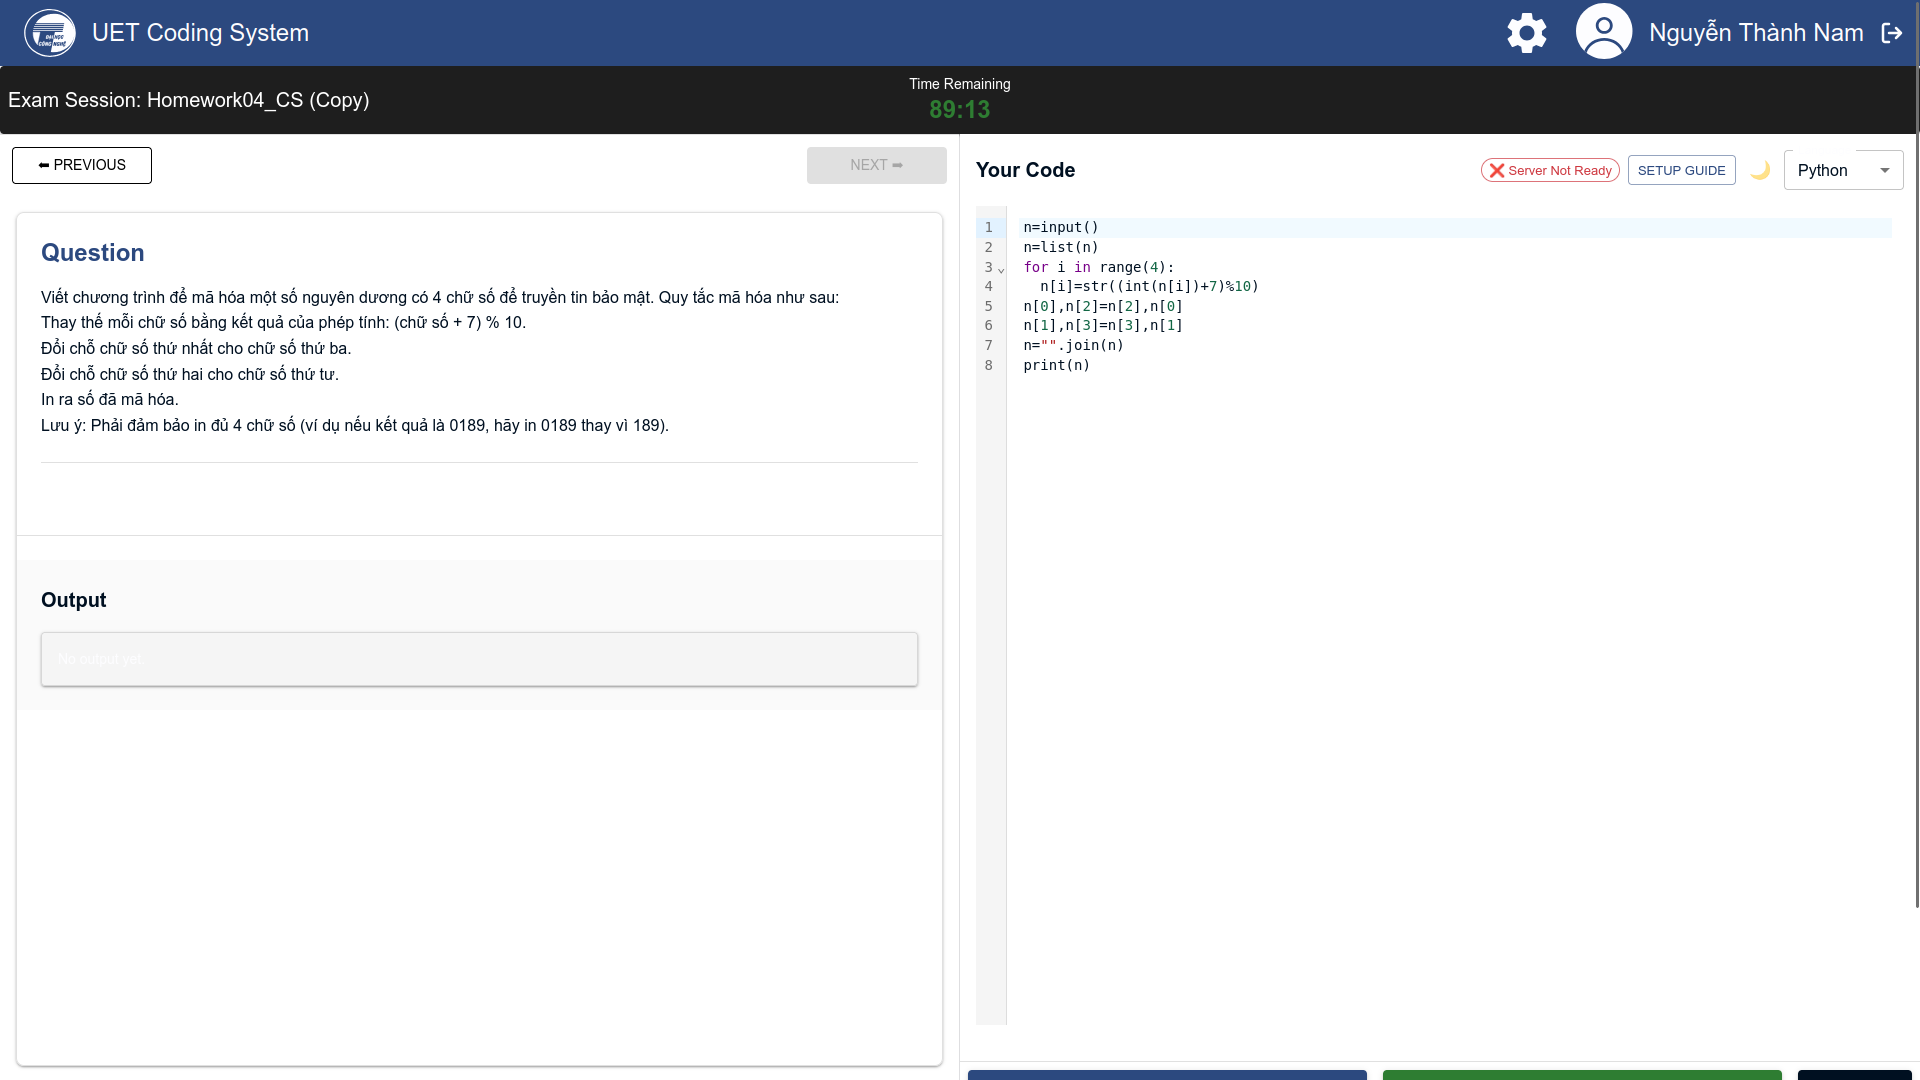 UET Coding System
Nguyễn Thành Nam
Exam Session: Homework04_CS (Copy)
Time Remaining
89:13
⬅ PREVIOUS
NEXT ➡
Question
Viết chương trình để mã hóa một số nguyên dương có 4 chữ số để truyền tin bảo mật. Quy tắc mã hóa như sau:
Thay thế mỗi chữ số bằng kết quả của phép tính: (chữ số + 7) % 10.
Đổi chỗ chữ số thứ nhất cho chữ số thứ ba.
Đổi chỗ chữ số thứ hai cho chữ số thứ tư.
In ra số đã mã hóa.
Lưu ý: Phải đảm bảo in đủ 4 chữ số (ví dụ nếu kết quả là 0189, hãy in 0189 thay vì 189).
Output
No output yet.
Your Code
❌ Server Not Ready
SETUP GUIDE
Python
1 n=input()
2 n=list(n)
3 for i in range(4):
4   n[i]=str((int(n[i])+7)%10)
5 n[0],n[2]=n[2],n[0]
6 n[1],n[3]=n[3],n[1]
7 n="".join(n)
8 print(n)